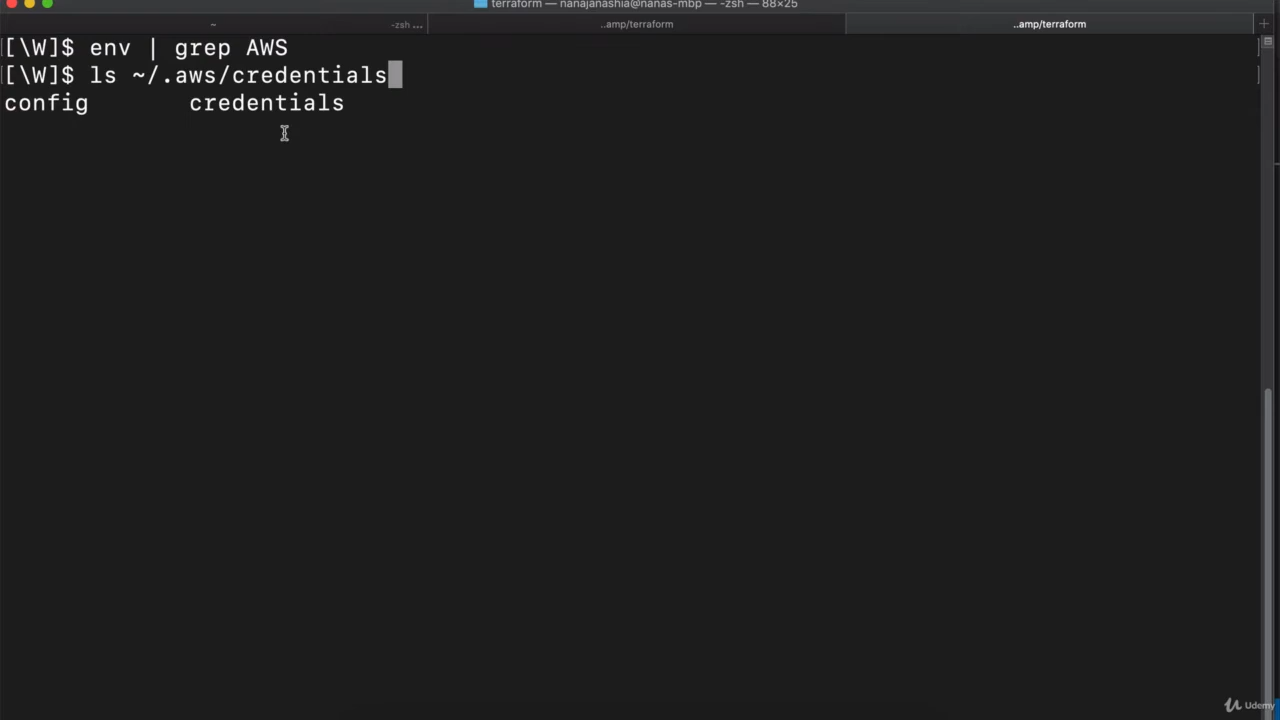 terraform — nanajanashia@nanas-mbp — -zsh — 88×25
~ -zsh ... ..amp/terraform ..amp/terraform +
[[\W]$ env | grep AWS ]
[[\W]$ ls ~/.aws/credentials ]
config credentials
Udemy